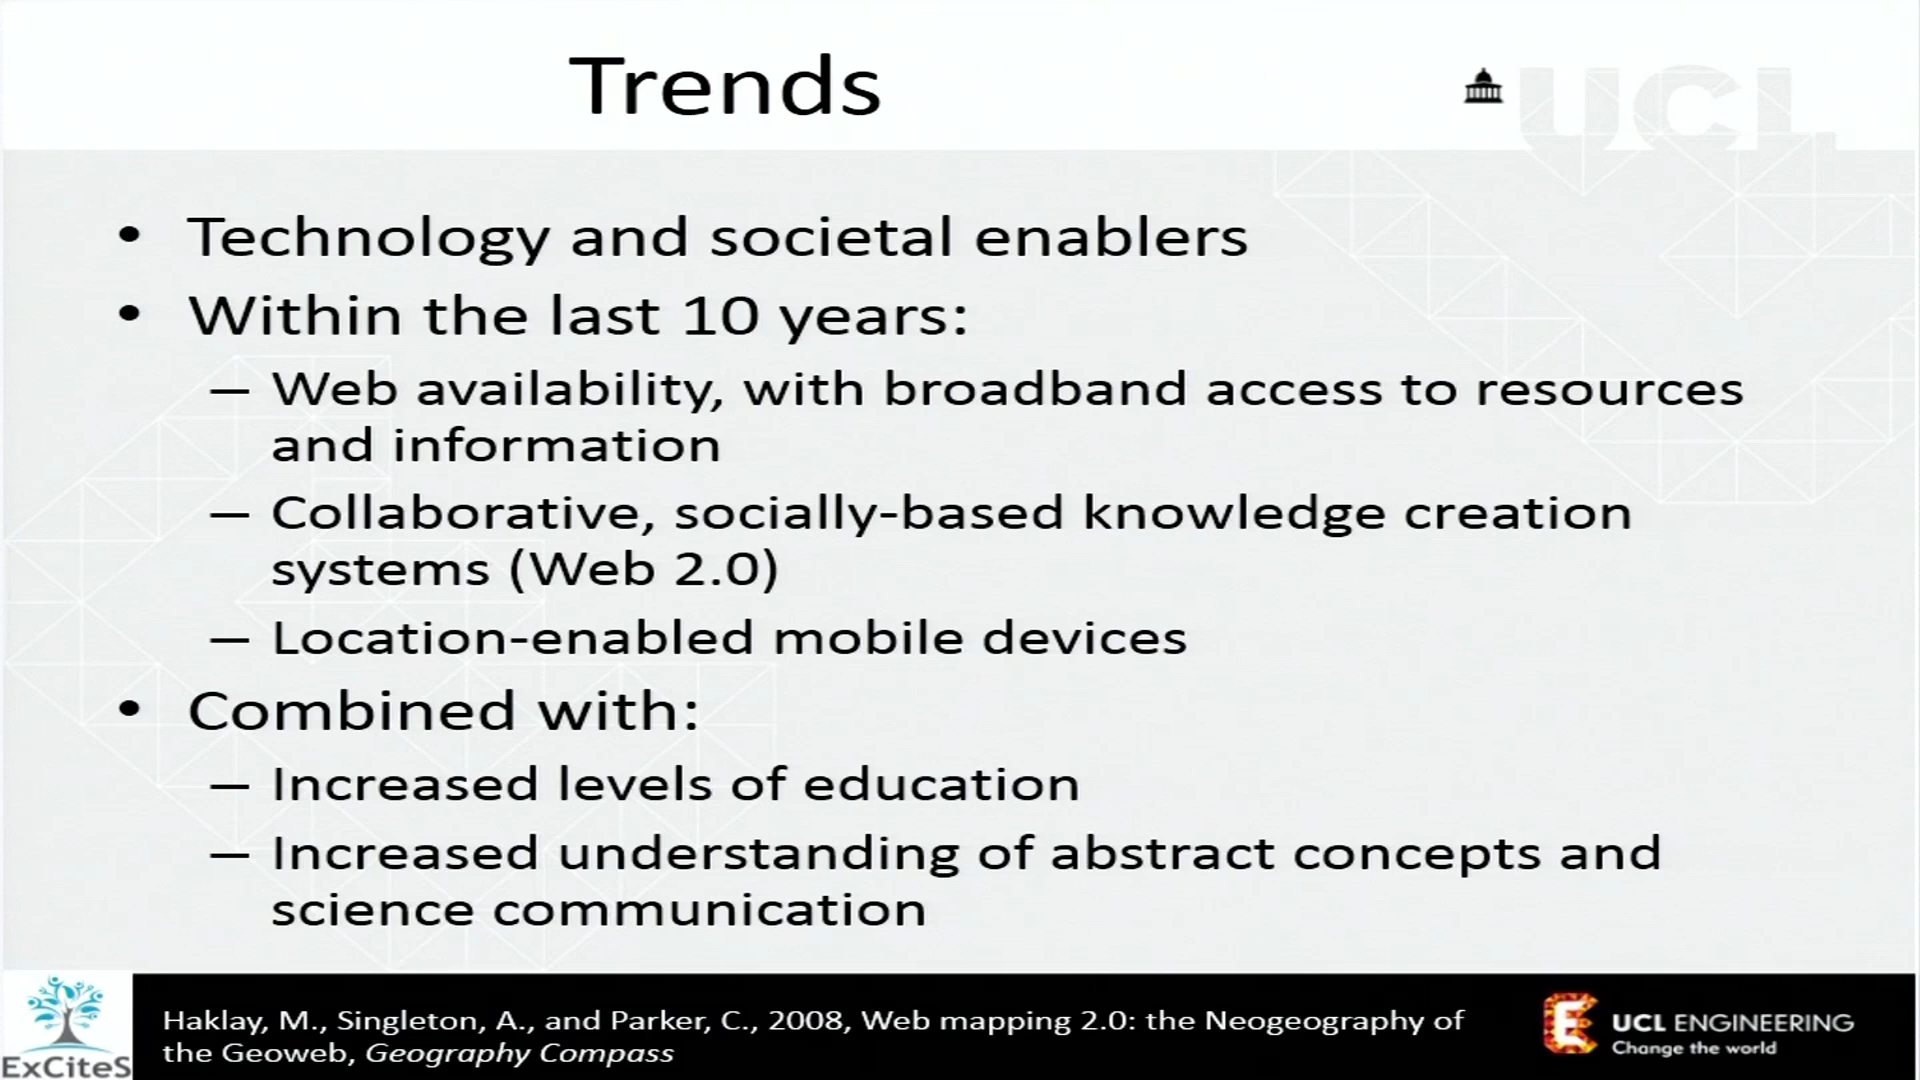 Trends
UCL
• Technology and societal enablers
• Within the last 10 years:
– Web availability, with broadband access to resources
and information
– Collaborative, socially-based knowledge creation
systems (Web 2.0)
– Location-enabled mobile devices
• Combined with:
– Increased levels of education
– Increased understanding of abstract concepts and
science communication
ExCiteS
Haklay, M., Singleton, A., and Parker, C., 2008, Web mapping 2.0: the Neogeography of
the Geoweb, Geography Compass
UCL ENGINEERING
Change the world